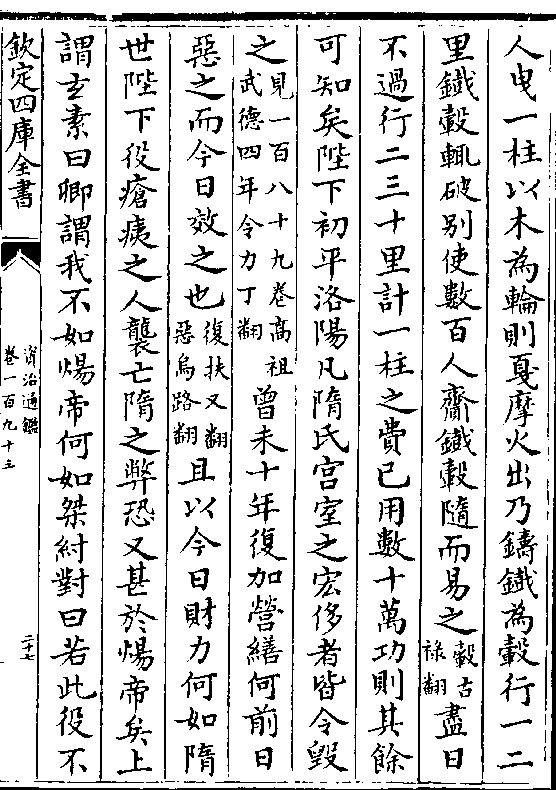 人曵一柱以木為輪則戛摩火出乃鑄鐵為轂行一二
里鐵轂輒破别使數百人齎鐵轂隨而易之轂古祿翻盡日
不過行二三十里計一柱之費已用數十萬功則其餘
可知矣陛下初平洛陽凡隋氏宫室之宏侈者皆令毁
之見一百八十九卷高祖武德四年令力丁翻曾未十年復加營繕何前日
惡之而今日效之也復扶又翻惡烏路翻且以今日財力何如隋
世陛下役瘡痍之人襲亡隋之弊恐又甚於煬帝矣上
謂玄素曰卿謂我不如煬帝何如桀紂對曰若此役不
欽定四庫全書
資治通鑑
卷一百九十三
二十七